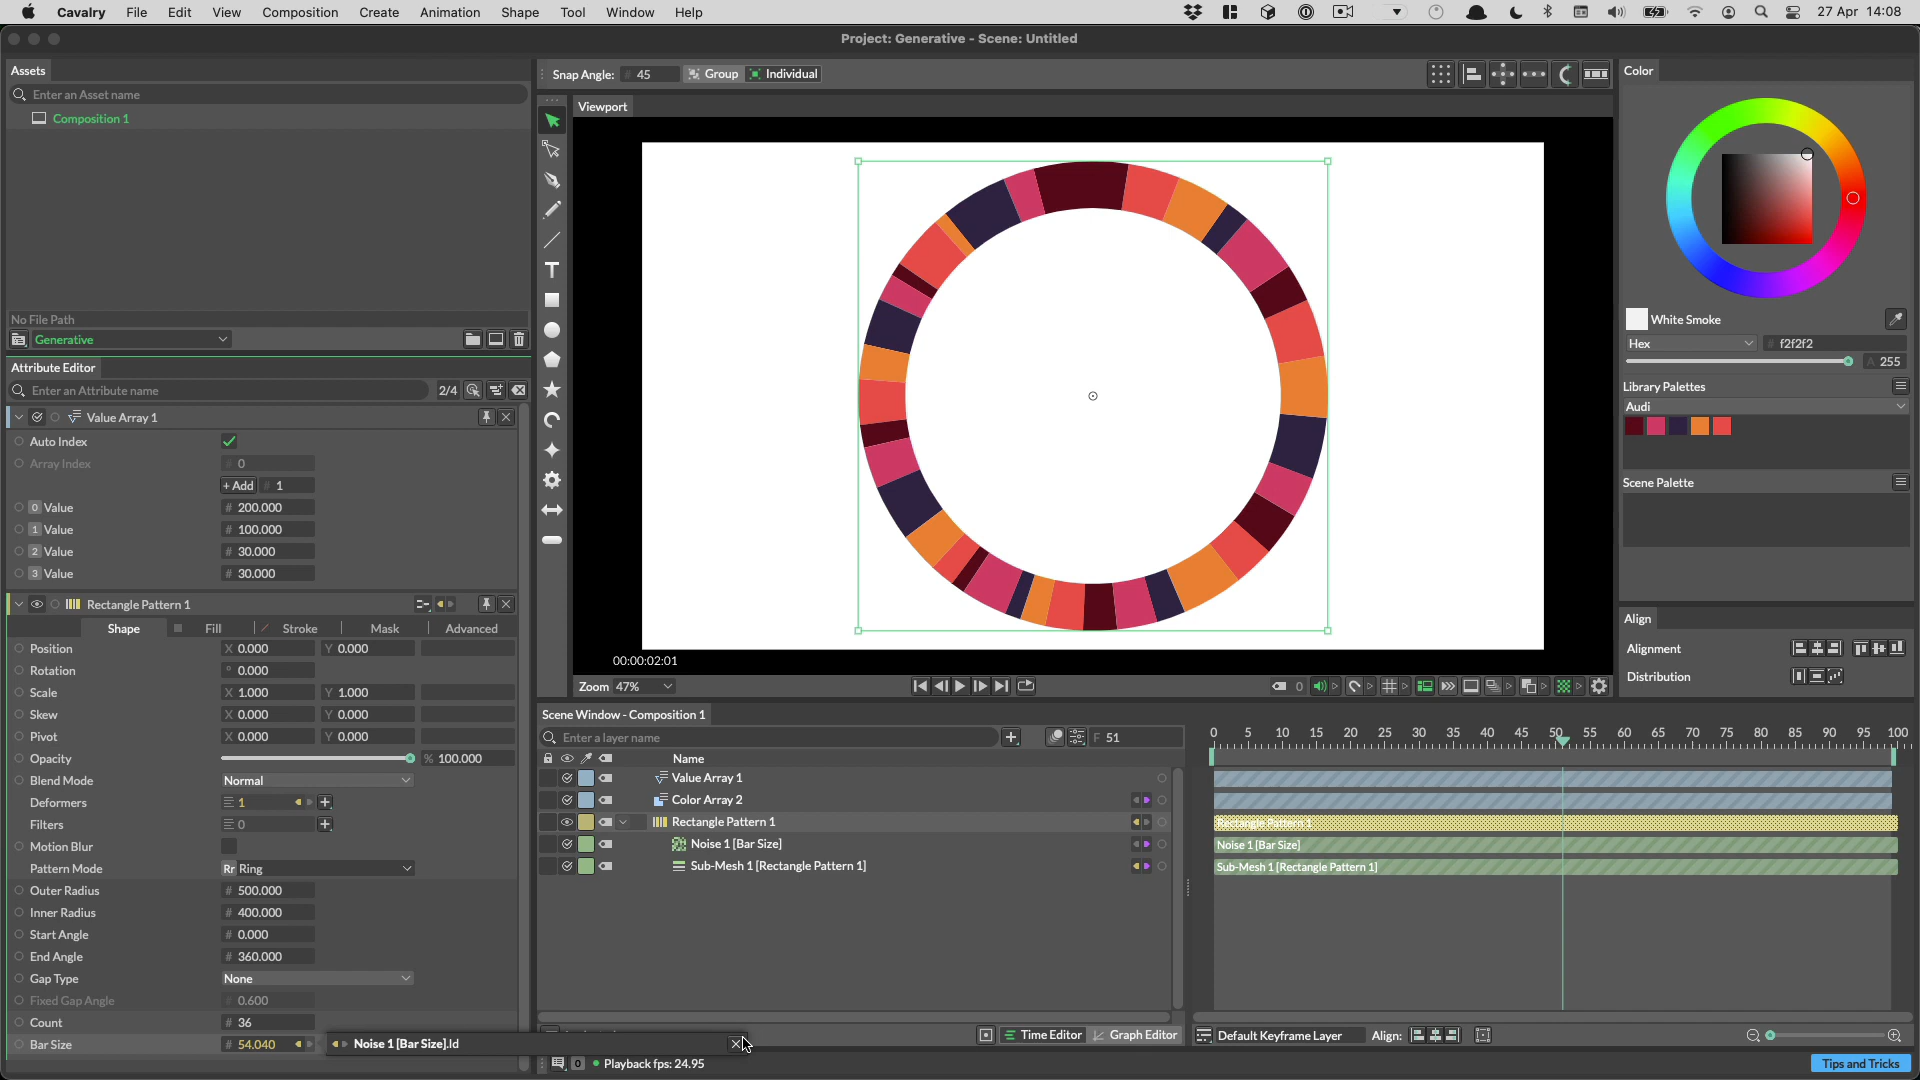 Cavalry File Edit View Composition Create Animation Shape Tool Window Help 27 Apr 14:08
Project: Generative - Scene: Untitled
Assets
Enter an Asset name
Composition 1
No File Path
Generative
Attribute Editor
Enter an Attribute name 2/4
Value Array 1
Auto Index
Array Index # 0
+ Add # 1
0 Value # 200.000
1 Value # 100.000
2 Value # 30.000
3 Value # 30.000
Rectangle Pattern 1
Shape Fill Stroke Mask Advanced
Position X 0.000 Y 0.000
Rotation ° 0.000
Scale X 1.000 Y 1.000
Skew X 0.000 Y 0.000
Pivot X 0.000 Y 0.000
Opacity % 100.000
Blend Mode Normal
Deformers 1
Filters 0
Motion Blur
Pattern Mode Rr Ring
Outer Radius # 500.000
Inner Radius # 400.000
Start Angle # 0.000
End Angle # 360.000
Gap Type None
Fixed Gap Angle # 0.600
Count # 36
Bar Size # 54.040 Noise 1 [Bar Size].Id
Snap Angle: # 45 Group Individual
Viewport
00:00:02:01
Zoom 47% 0
Scene Window - Composition 1
Enter a layer name F 51
Name
Value Array 1
Color Array 2
Rectangle Pattern 1
Noise 1 [Bar Size]
Sub-Mesh 1 [Rectangle Pattern 1]
0 5 10 15 20 25 30 35 40 45 50 55 60 65 70 75 80 85 90 95 100
Rectangle Pattern 1
Noise 1 [Bar Size]
Sub-Mesh 1 [Rectangle Pattern 1]
Time Editor Graph Editor Default Keyframe Layer Align:
0 Playback fps: 24.95
Color
White Smoke
Hex # f2f2f2
A 255
Library Palettes
Audi
Scene Palette
Align
Alignment
Distribution
Tips and Tricks